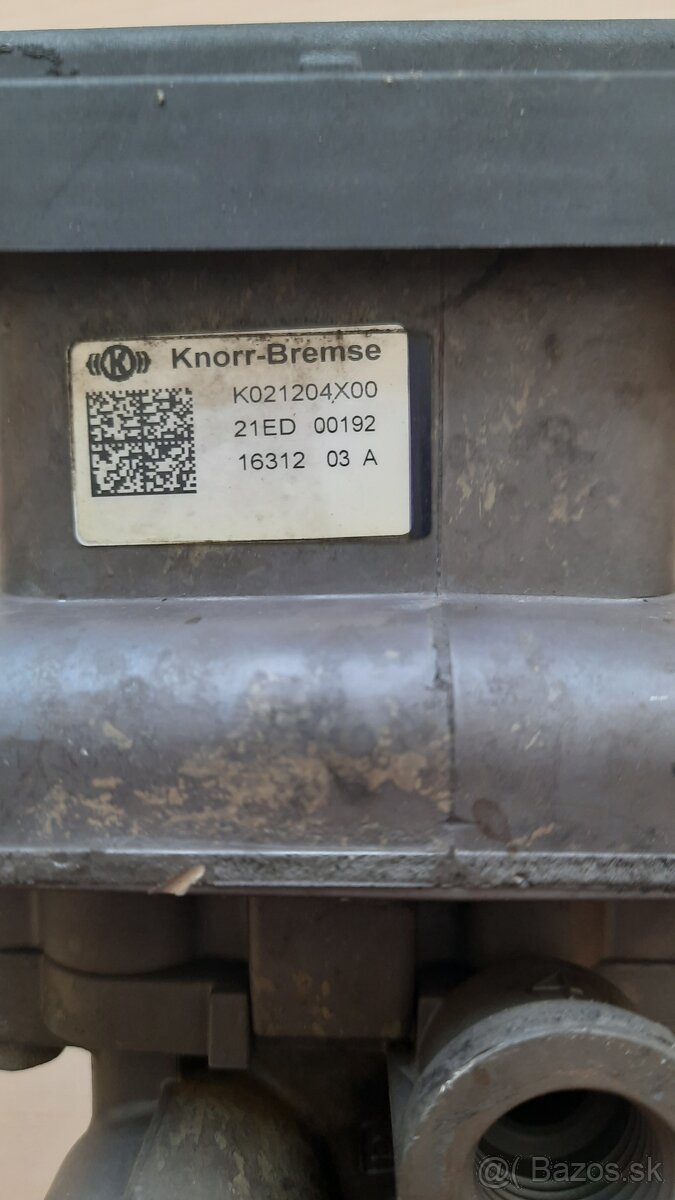 K Knorr-Bremse
K021204X00
21ED 00192
16312 03 A
@( Bazos.sk